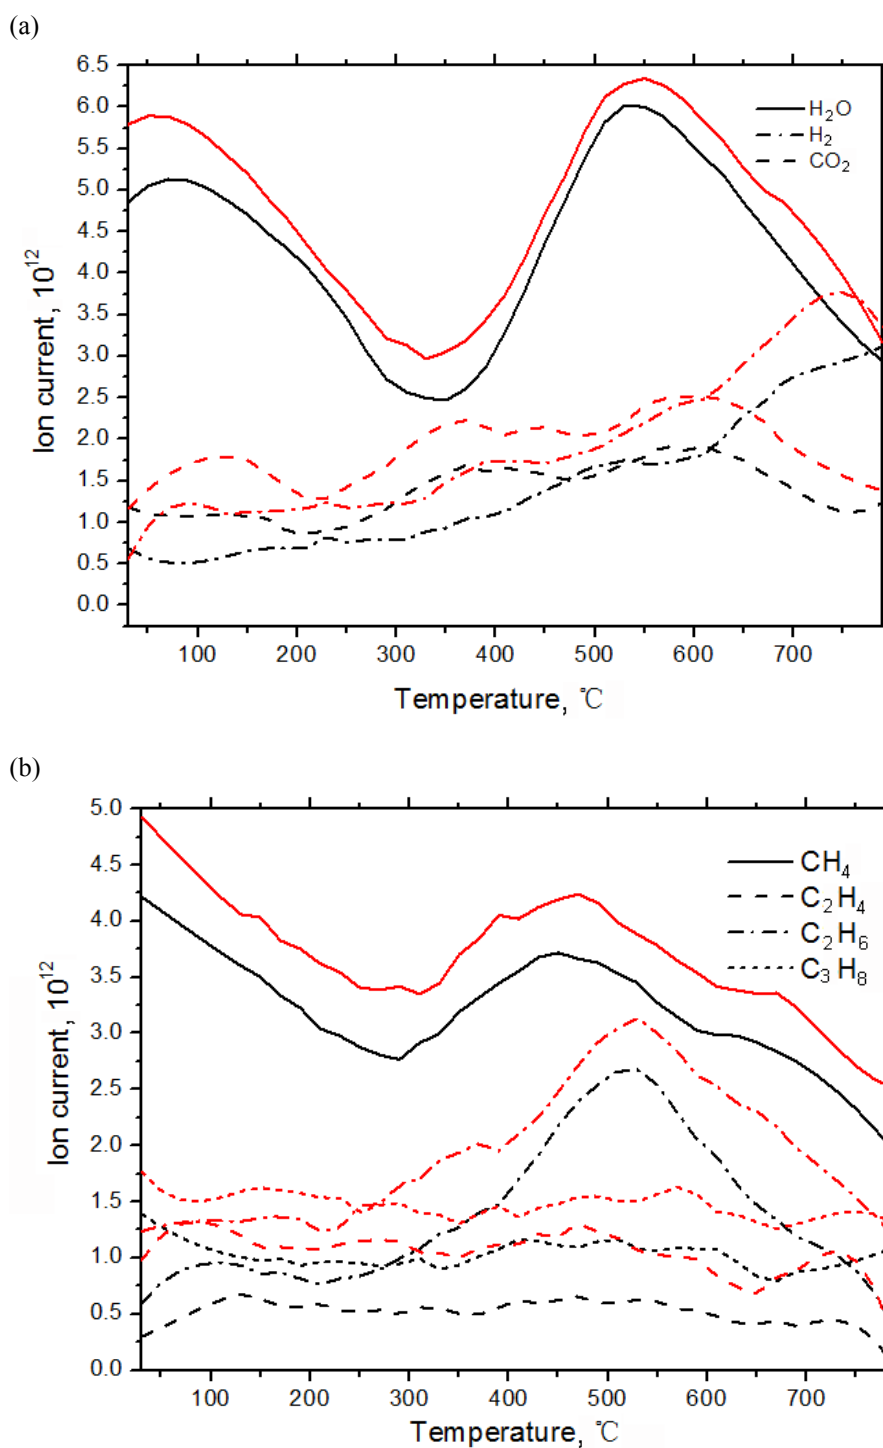 (a)
6.5
6.0
5.5
5.0
4.5
4.0
3.5
3.0
2.5
2.0
1.5
1.0
0.5
0.0
Ion current, 10¹²
H₂O
H₂
CO₂
100 200 300 400 500 600 700
Temperature, ℃
(b)
5.0
4.5
4.0
3.5
3.0
2.5
2.0
1.5
1.0
0.5
0.0
Ion current, 10¹²
CH₄
C₂H₄
C₂H₆
C₃H₈
100 200 300 400 500 600 700
Temperature, ℃